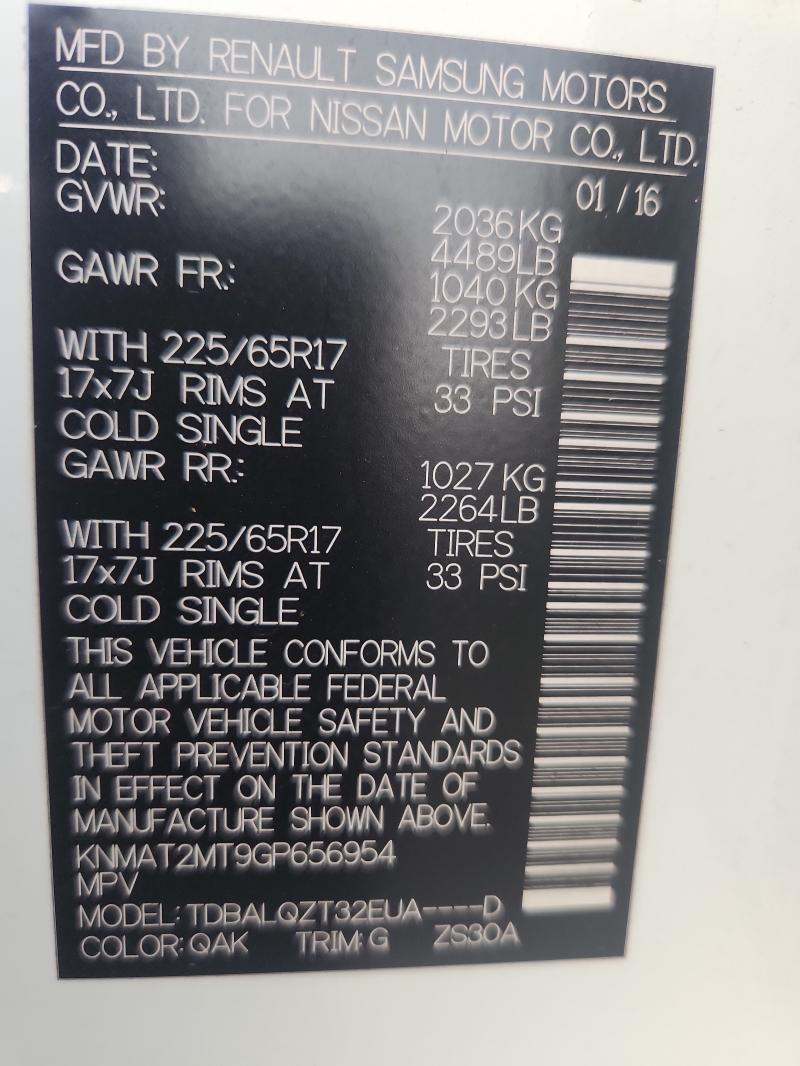 MFD BY RENAULT SAMSUNG MOTORS
CO., LTD. FOR NISSAN MOTOR CO., LTD.
DATE: 01 / 16
GVWR: 2036 KG
4489LB
GAWR FR.: 1040 KG
2293 LB
WITH 225/65R17 TIRES
17x7J RIMS AT 33 PSI
COLD SINGLE
GAWR RR.: 1027 KG
2264LB
WITH 225/65R17 TIRES
17x7J RIMS AT 33 PSI
COLD SINGLE
THIS VEHICLE CONFORMS TO
ALL APPLICABLE FEDERAL
MOTOR VEHICLE SAFETY AND
THEFT PREVENTION STANDARDS
IN EFFECT ON THE DATE OF
MANUFACTURE SHOWN ABOVE.
KNMAT2MT9GP656954
MPV
MODEL: TDBALQZT32EUA----D
COLOR: QAK TRIM: G ZS30A